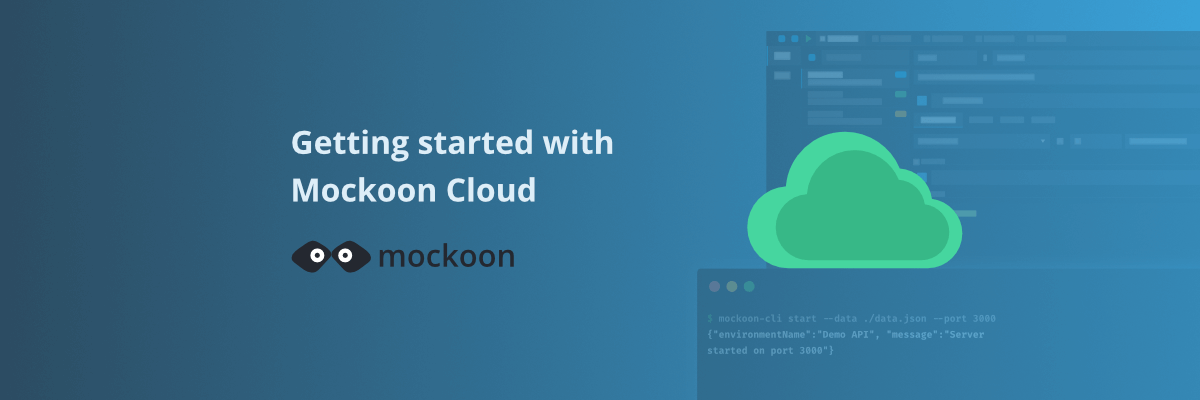 Getting started with
Mockoon Cloud
mockoon
$ mockoon-cli start --data ./data.json --port 3000
{"environmentName":"Demo API", "message":"Server
started on port 3000"}